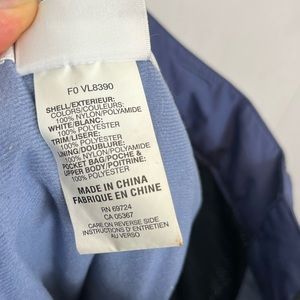 F0 VL8390
SHELL/EXTERIEUR:
COLORS/COULEURS:
100% NYLON/POLYAMIDE
WHITE/BLANC:
100% POLYESTER
TRIM/LISERE:
100% POLYESTER
LINING/DOUBLURE:
100% NYLON/POLYAMIDE
POCKET BAG/POCHE &
UPPER BODY/POITRINE:
100% POLYESTER
MADE IN CHINA
FABRIQUE EN CHINE
RN 69724
CA 05367
CARE ON REVERSE SIDE
INSTRUCTIONS D' ENTRETIEN
AU VERSO